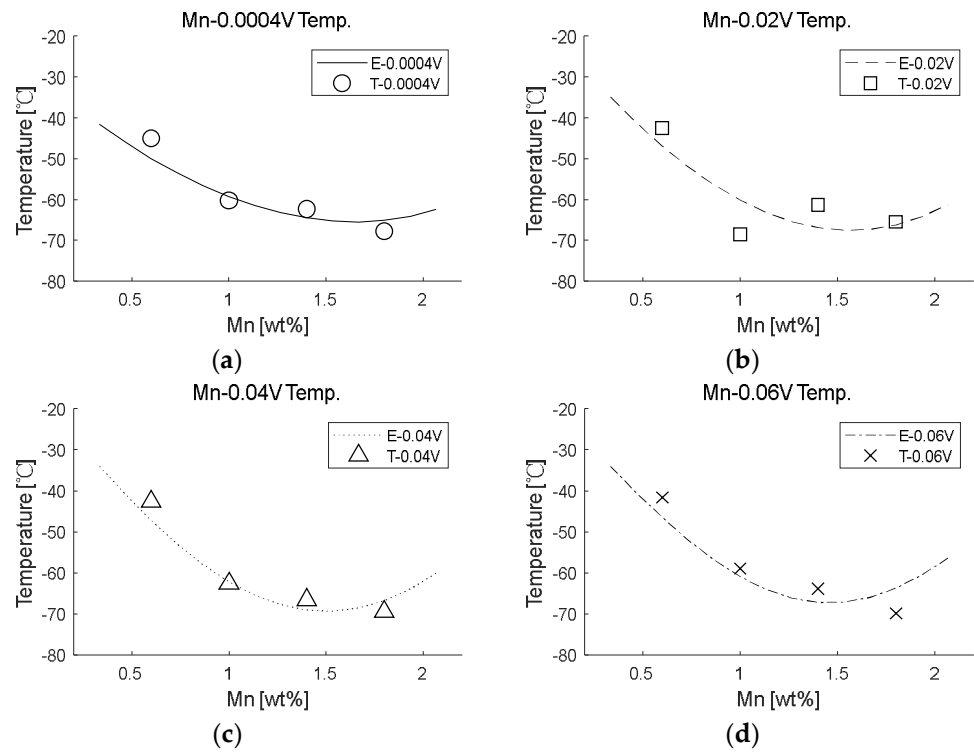 Mn-0.0004V Temp.
E-0.0004V
T-0.0004V
-20
-30
-40
-50
-60
-70
-80
Temperature [℃]
0.5 1 1.5 2
Mn [wt%]
(a)
Mn-0.02V Temp.
E-0.02V
T-0.02V
-20
-30
-40
-50
-60
-70
-80
Temperature [℃]
0.5 1 1.5 2
Mn [wt%]
(b)
Mn-0.04V Temp.
E-0.04V
T-0.04V
-20
-30
-40
-50
-60
-70
-80
Temperature [℃]
0.5 1 1.5 2
Mn [wt%]
(c)
Mn-0.06V Temp.
E-0.06V
T-0.06V
-20
-30
-40
-50
-60
-70
-80
Temperature [℃]
0.5 1 1.5 2
Mn [wt%]
(d)